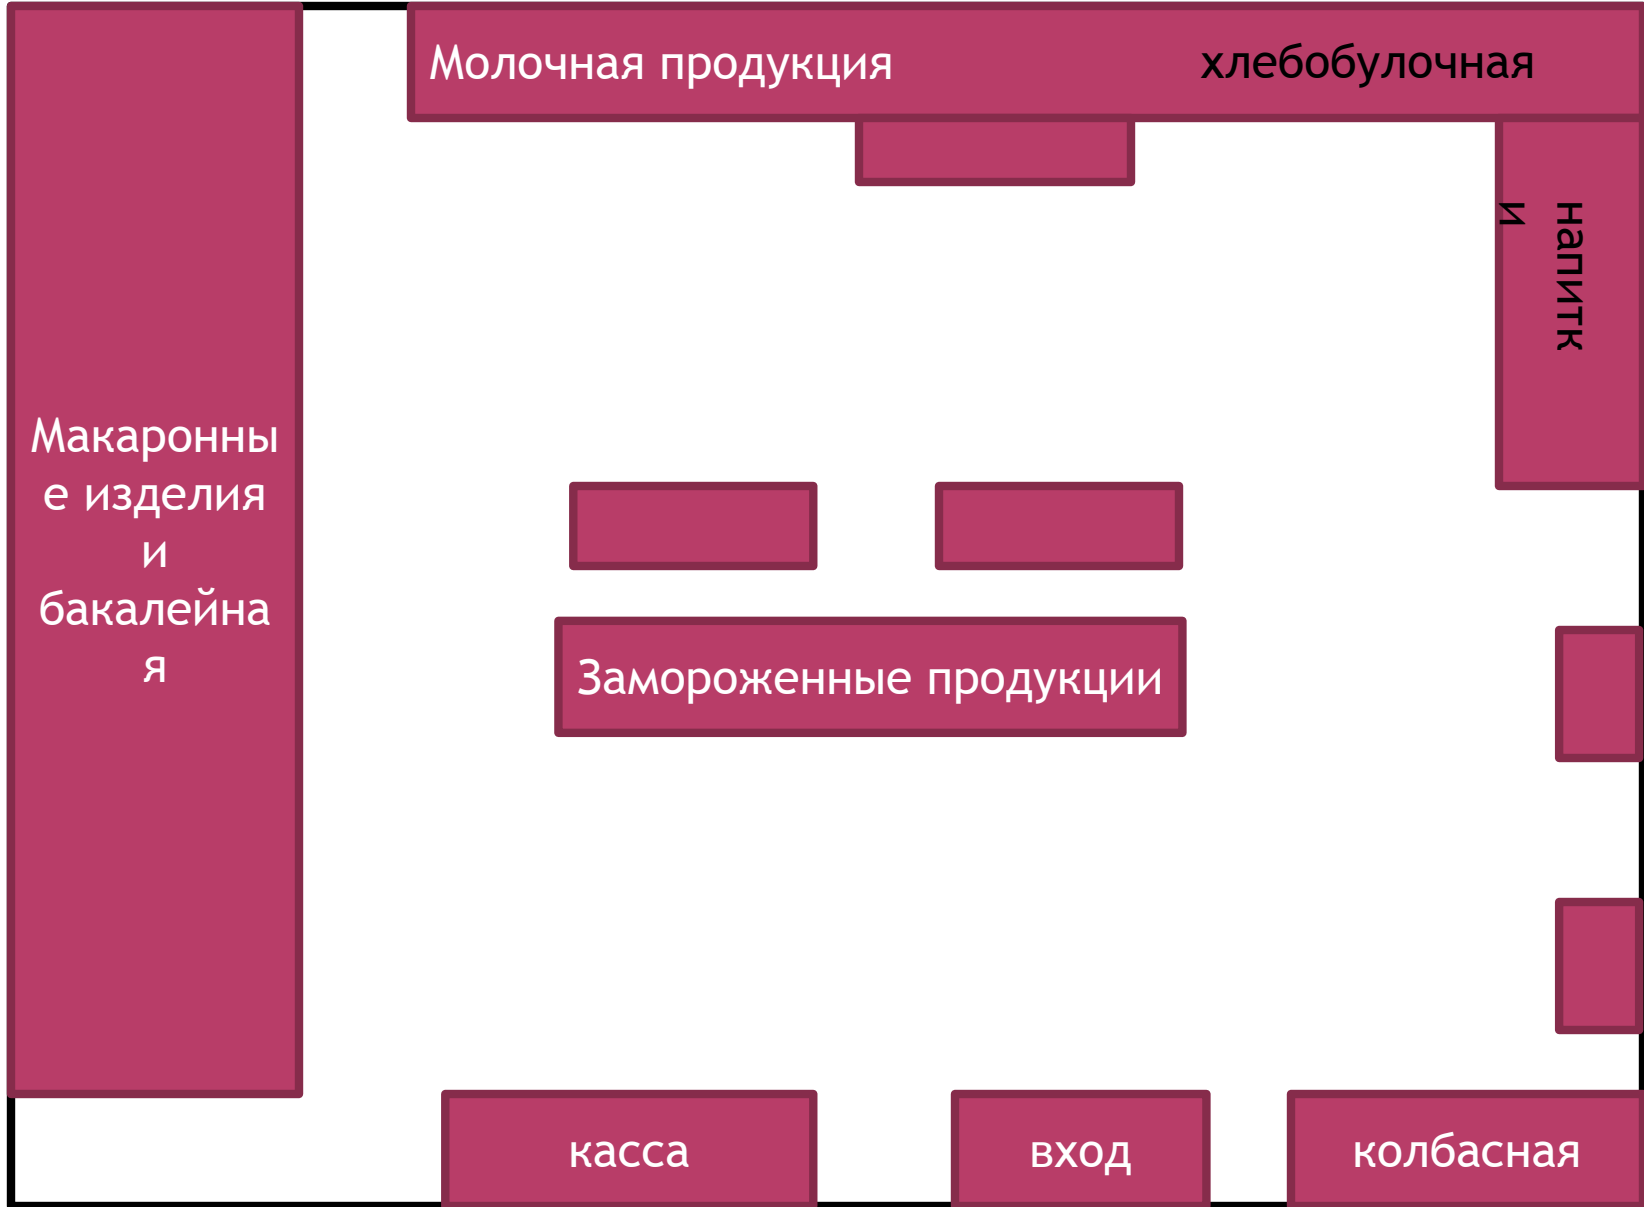 Молочная продукция
хлебобулочная
напитк
и
Макаронны
е изделия
и
бакалейна
я
Замороженные продукции
касса
вход
колбасная